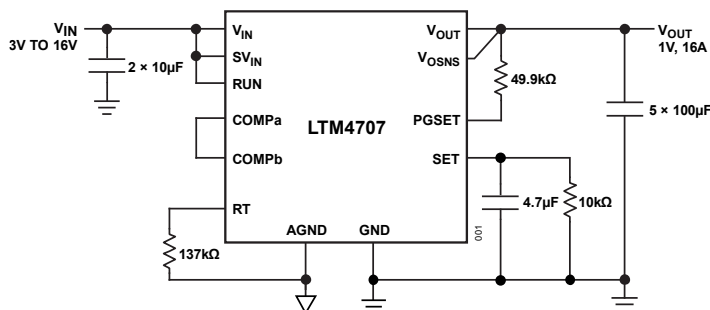 VIN
3V TO 16V
2 × 10µF
VIN
SVIN
RUN
COMPa
COMPb
RT
137kΩ
LTM4707
AGND
GND
VOUT
VOSNS
PGSET
SET
49.9kΩ
4.7µF
10kΩ
001
VOUT
1V, 16A
5 × 100µF